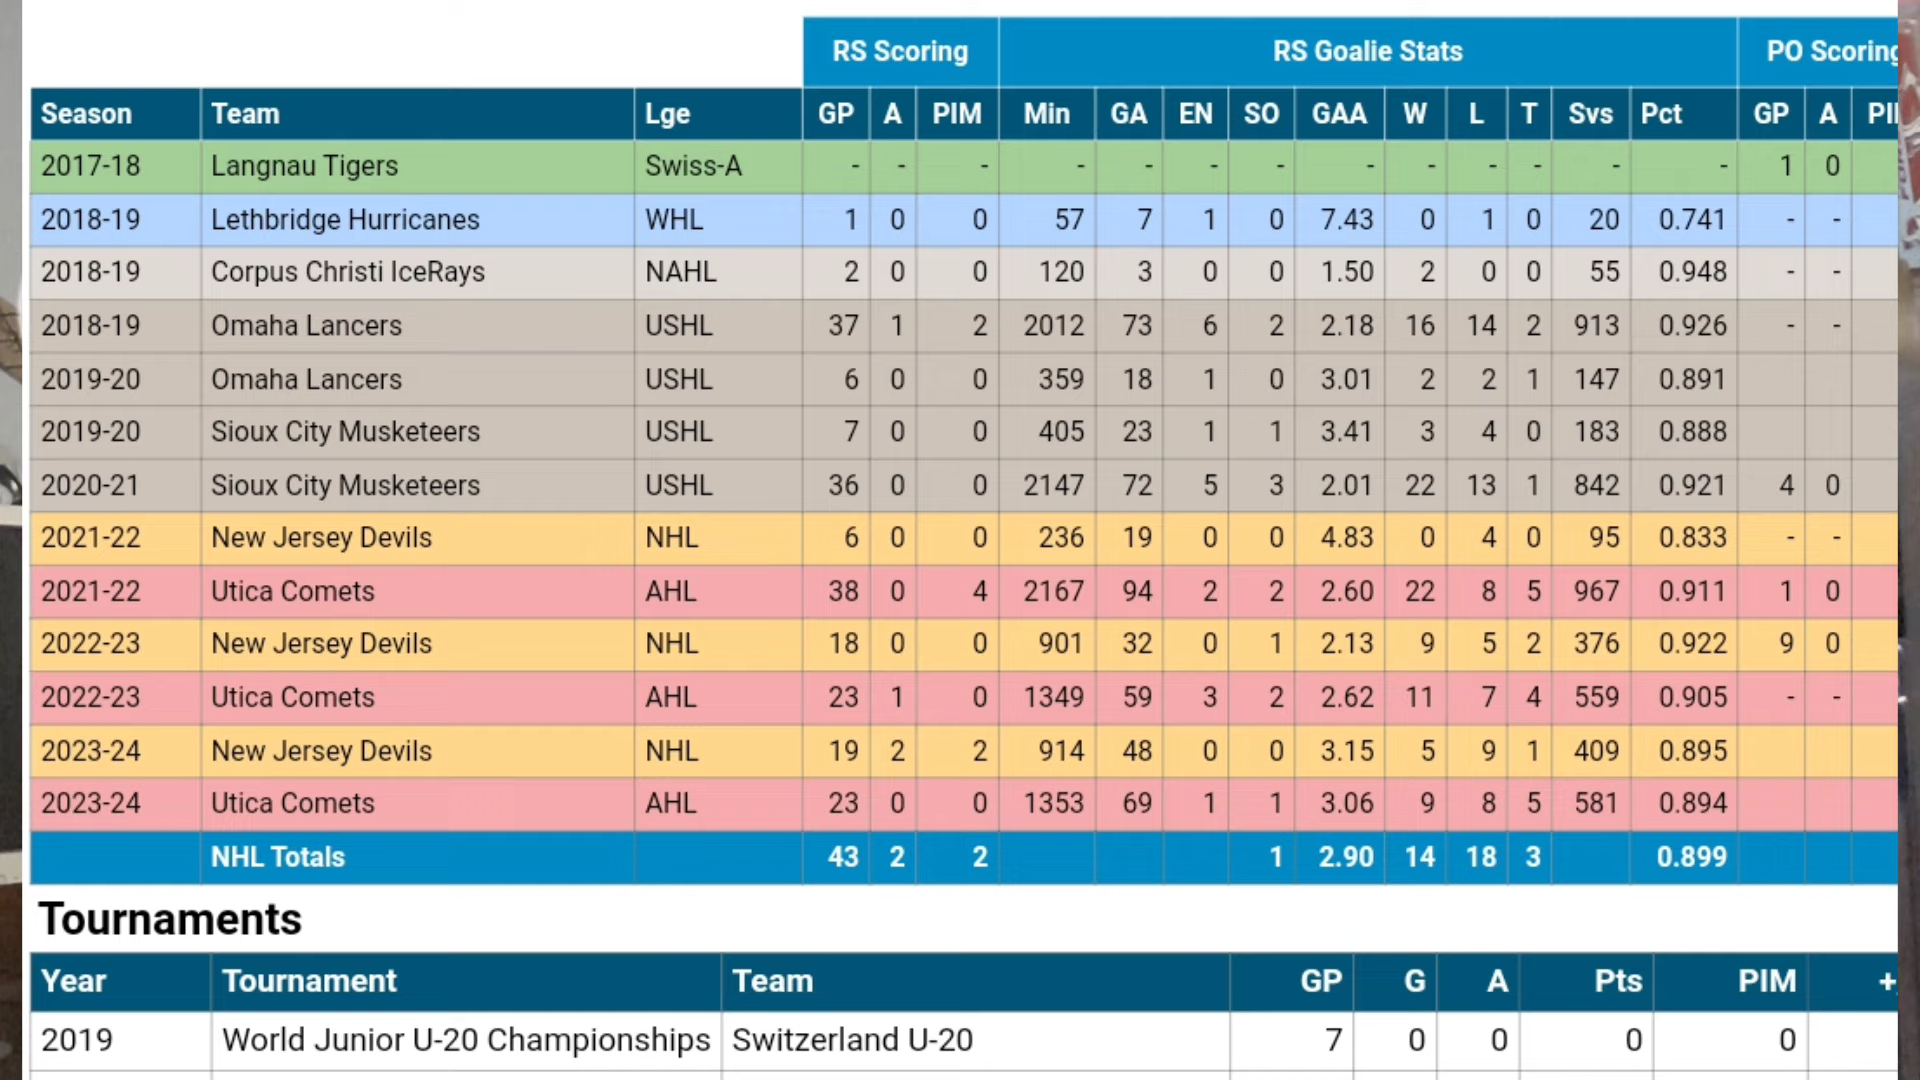 RS Scoring RS Goalie Stats PO Scoring
Season Team Lge GP A PIM Min GA EN SO GAA W L T Svs Pct GP A PI
2017-18 Langnau Tigers Swiss-A - - - - - - - - - - - - - 1 0
2018-19 Lethbridge Hurricanes WHL 1 0 0 57 7 1 0 7.43 0 1 0 20 0.741 - -
2018-19 Corpus Christi IceRays NAHL 2 0 0 120 3 0 0 1.50 2 0 0 55 0.948 - -
2018-19 Omaha Lancers USHL 37 1 2 2012 73 6 2 2.18 16 14 2 913 0.926 - -
2019-20 Omaha Lancers USHL 6 0 0 359 18 1 0 3.01 2 2 1 147 0.891
2019-20 Sioux City Musketeers USHL 7 0 0 405 23 1 1 3.41 3 4 0 183 0.888
2020-21 Sioux City Musketeers USHL 36 0 0 2147 72 5 3 2.01 22 13 1 842 0.921 4 0
2021-22 New Jersey Devils NHL 6 0 0 236 19 0 0 4.83 0 4 0 95 0.833 - -
2021-22 Utica Comets AHL 38 0 4 2167 94 2 2 2.60 22 8 5 967 0.911 1 0
2022-23 New Jersey Devils NHL 18 0 0 901 32 0 1 2.13 9 5 2 376 0.922 9 0
2022-23 Utica Comets AHL 23 1 0 1349 59 3 2 2.62 11 7 4 559 0.905 - -
2023-24 New Jersey Devils NHL 19 2 2 914 48 0 0 3.15 5 9 1 409 0.895
2023-24 Utica Comets AHL 23 0 0 1353 69 1 1 3.06 9 8 5 581 0.894
NHL Totals 43 2 2 1 2.90 14 18 3 0.899
Tournaments
Year Tournament Team GP G A Pts PIM +
2019 World Junior U-20 Championships Switzerland U-20 7 0 0 0 0